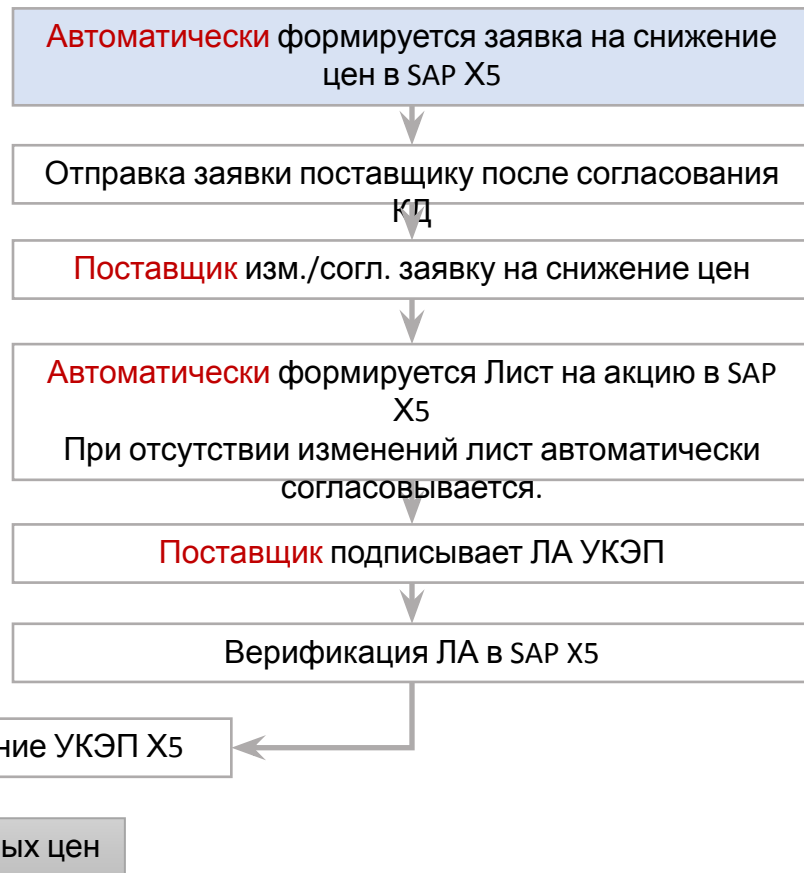 Автоматически формируется заявка на снижение
цен в SAP X5
Отправка заявки поставщику после согласования
КД
Поставщик изм./согл. заявку на снижение цен
Автоматически формируется Лист на акцию в SAP
X5
При отсутствии изменений лист автоматически
согласовывается.
Поставщик подписывает ЛА УКЭП
Верификация ЛА в SAP X5
ние УКЭП X5
ых цен